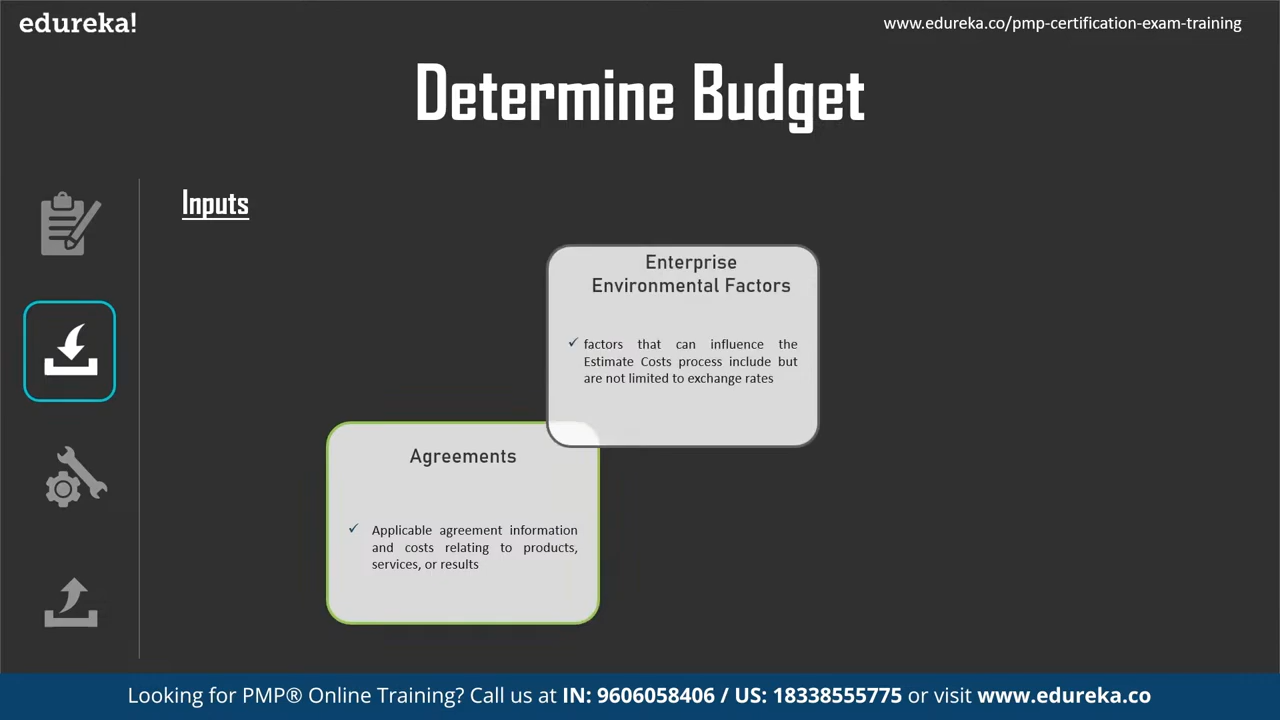 edureka!
www.edureka.co/pmp-certification-exam-training
Determine Budget
Inputs
Enterprise
Environmental Factors
✓ factors that can influence the
Estimate Costs process include but
are not limited to exchange rates
Agreements
✓ Applicable agreement information
and costs relating to products,
services, or results
Looking for PMP® Online Training? Call us at IN: 9606058406 / US: 18338555775 or visit www.edureka.co